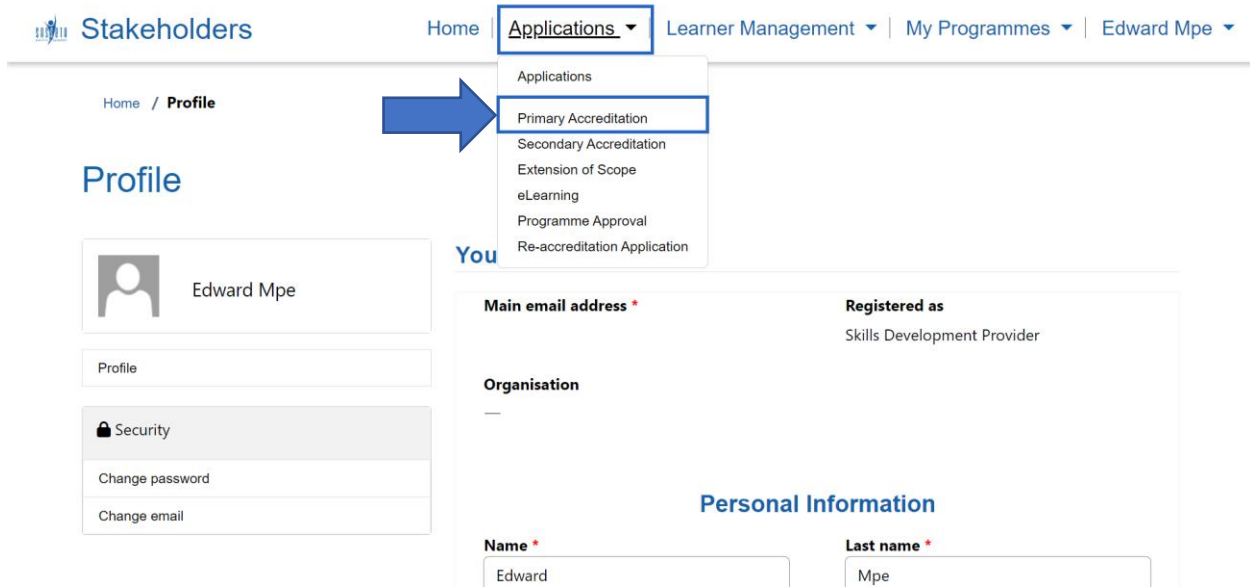 Stakeholders
Home | Applications | Learner Management | My Programmes | Edward Mpe
Applications
Primary Accreditation
Secondary Accreditation
Extension of Scope
eLearning
Programme Approval
Re-accreditation Application
Home / Profile
Profile
Edward Mpe
Profile
Security
Change password
Change email
You
Main email address *
Registered as
Skills Development Provider
Organisation
—
Personal Information
Name *
Last name *
Edward
Mpe